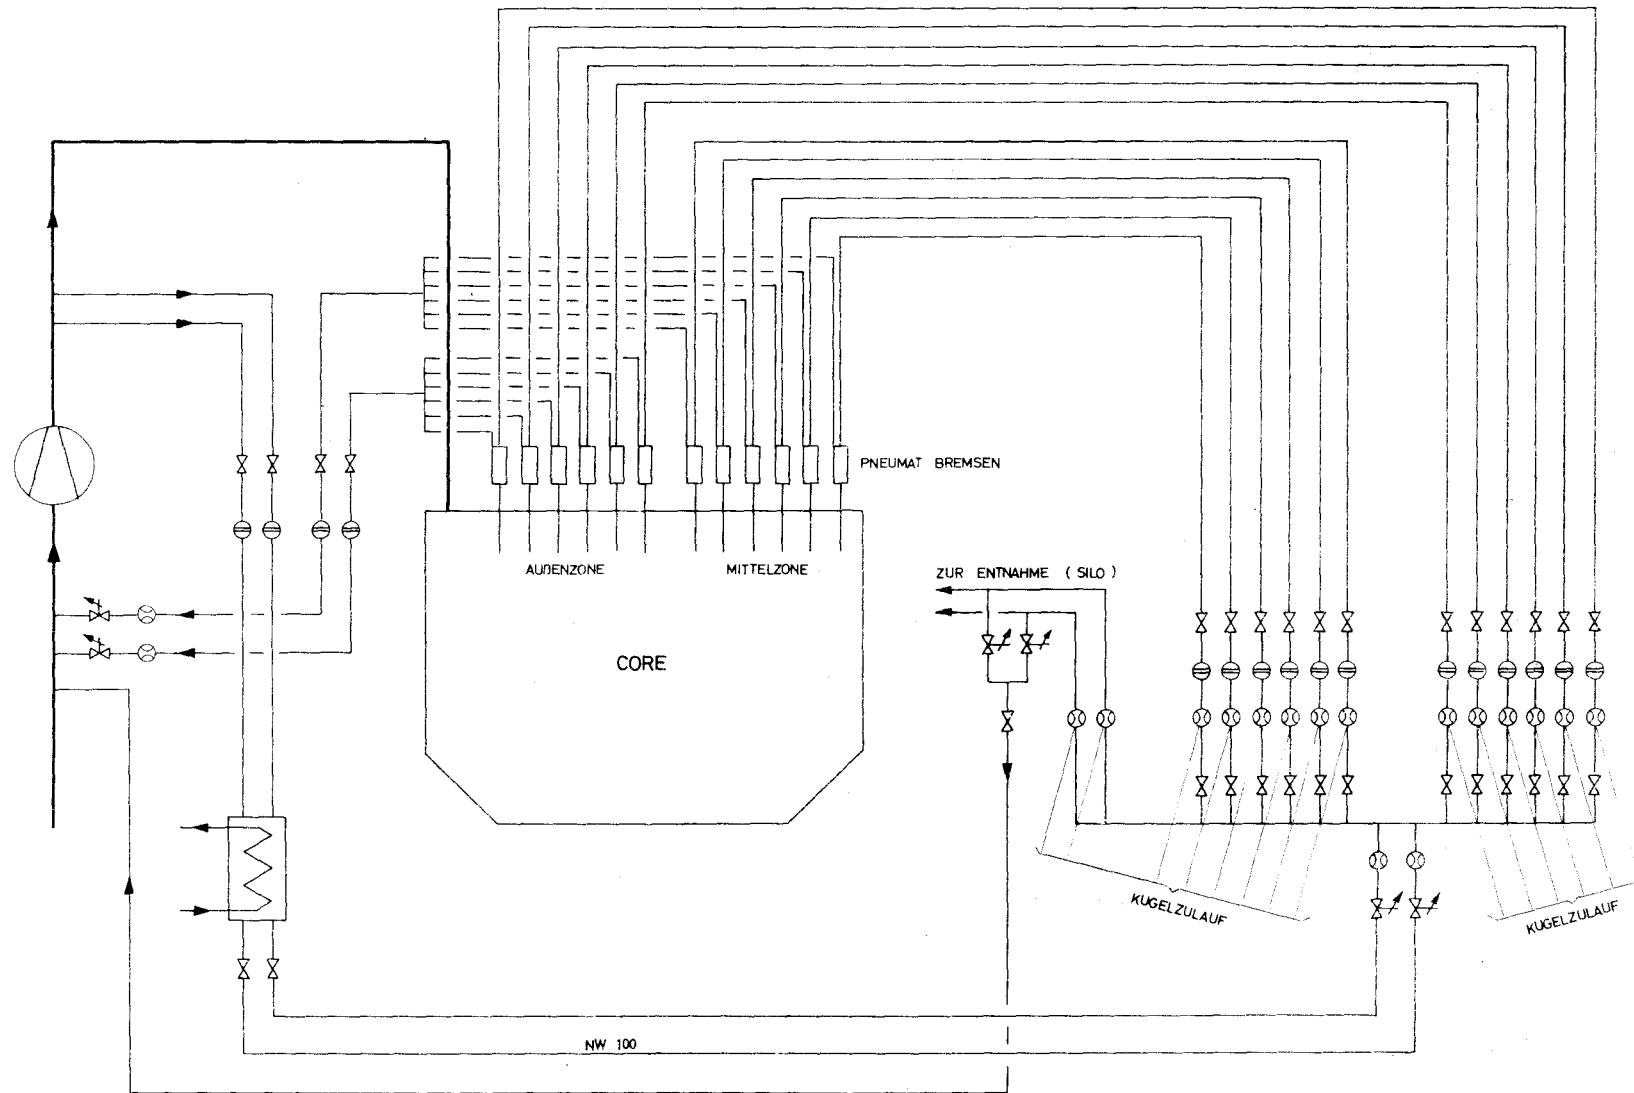 PNEUMAT BREMSEN
AUßENZONE
MITTELZONE
ZUR ENTNAHME ( SILO )
CORE
KUGELZULAUF
KUGELZULAUF
NW 100